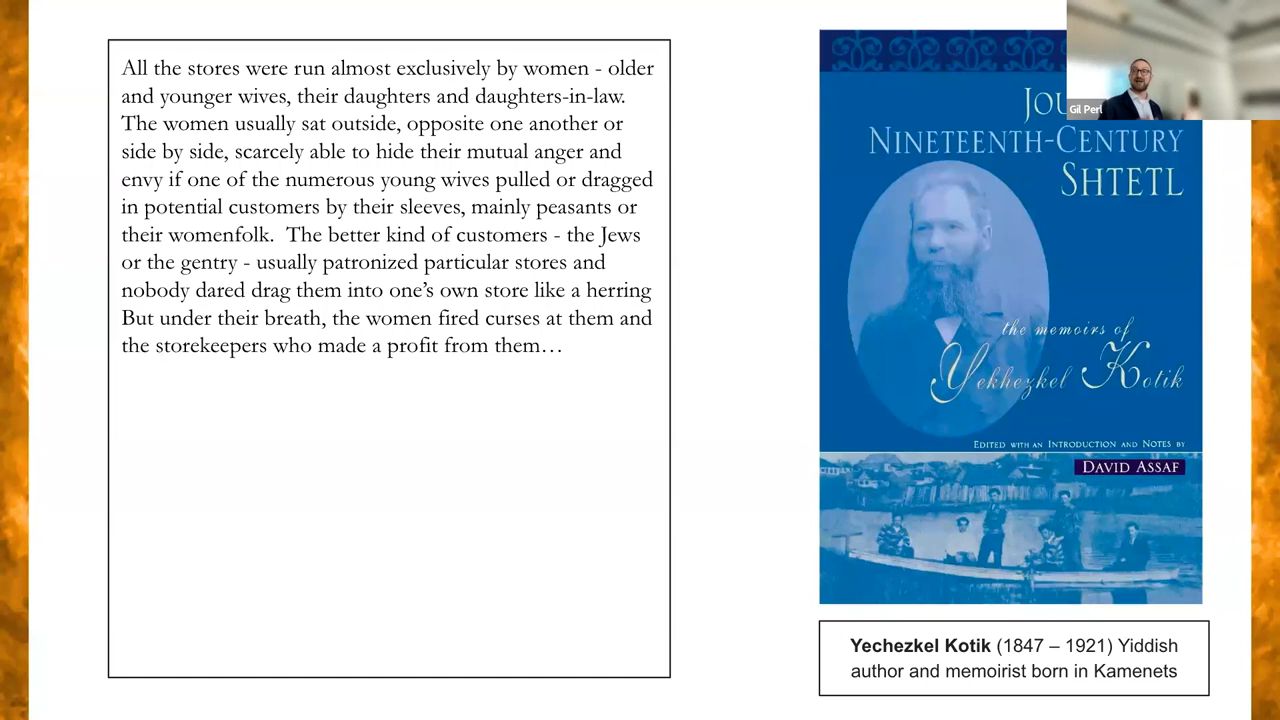 All the stores were run almost exclusively by women - older
and younger wives, their daughters and daughters-in-law.
The women usually sat outside, opposite one another or
side by side, scarcely able to hide their mutual anger and
envy if one of the numerous young wives pulled or dragged
in potential customers by their sleeves, mainly peasants or
their womenfolk.  The better kind of customers - the Jews
or the gentry - usually patronized particular stores and
nobody dared drag them into one’s own store like a herring
But under their breath, the women fired curses at them and
the storekeepers who made a profit from them…
Gil Perl
NINETEENTH-CENTURY
SHTETL
the memoirs of
Yekhezkel Kotik
EDITED WITH AN INTRODUCTION AND NOTES BY
DAVID ASSAF
Yechezkel Kotik (1847 – 1921) Yiddish
author and memoirist born in Kamenets